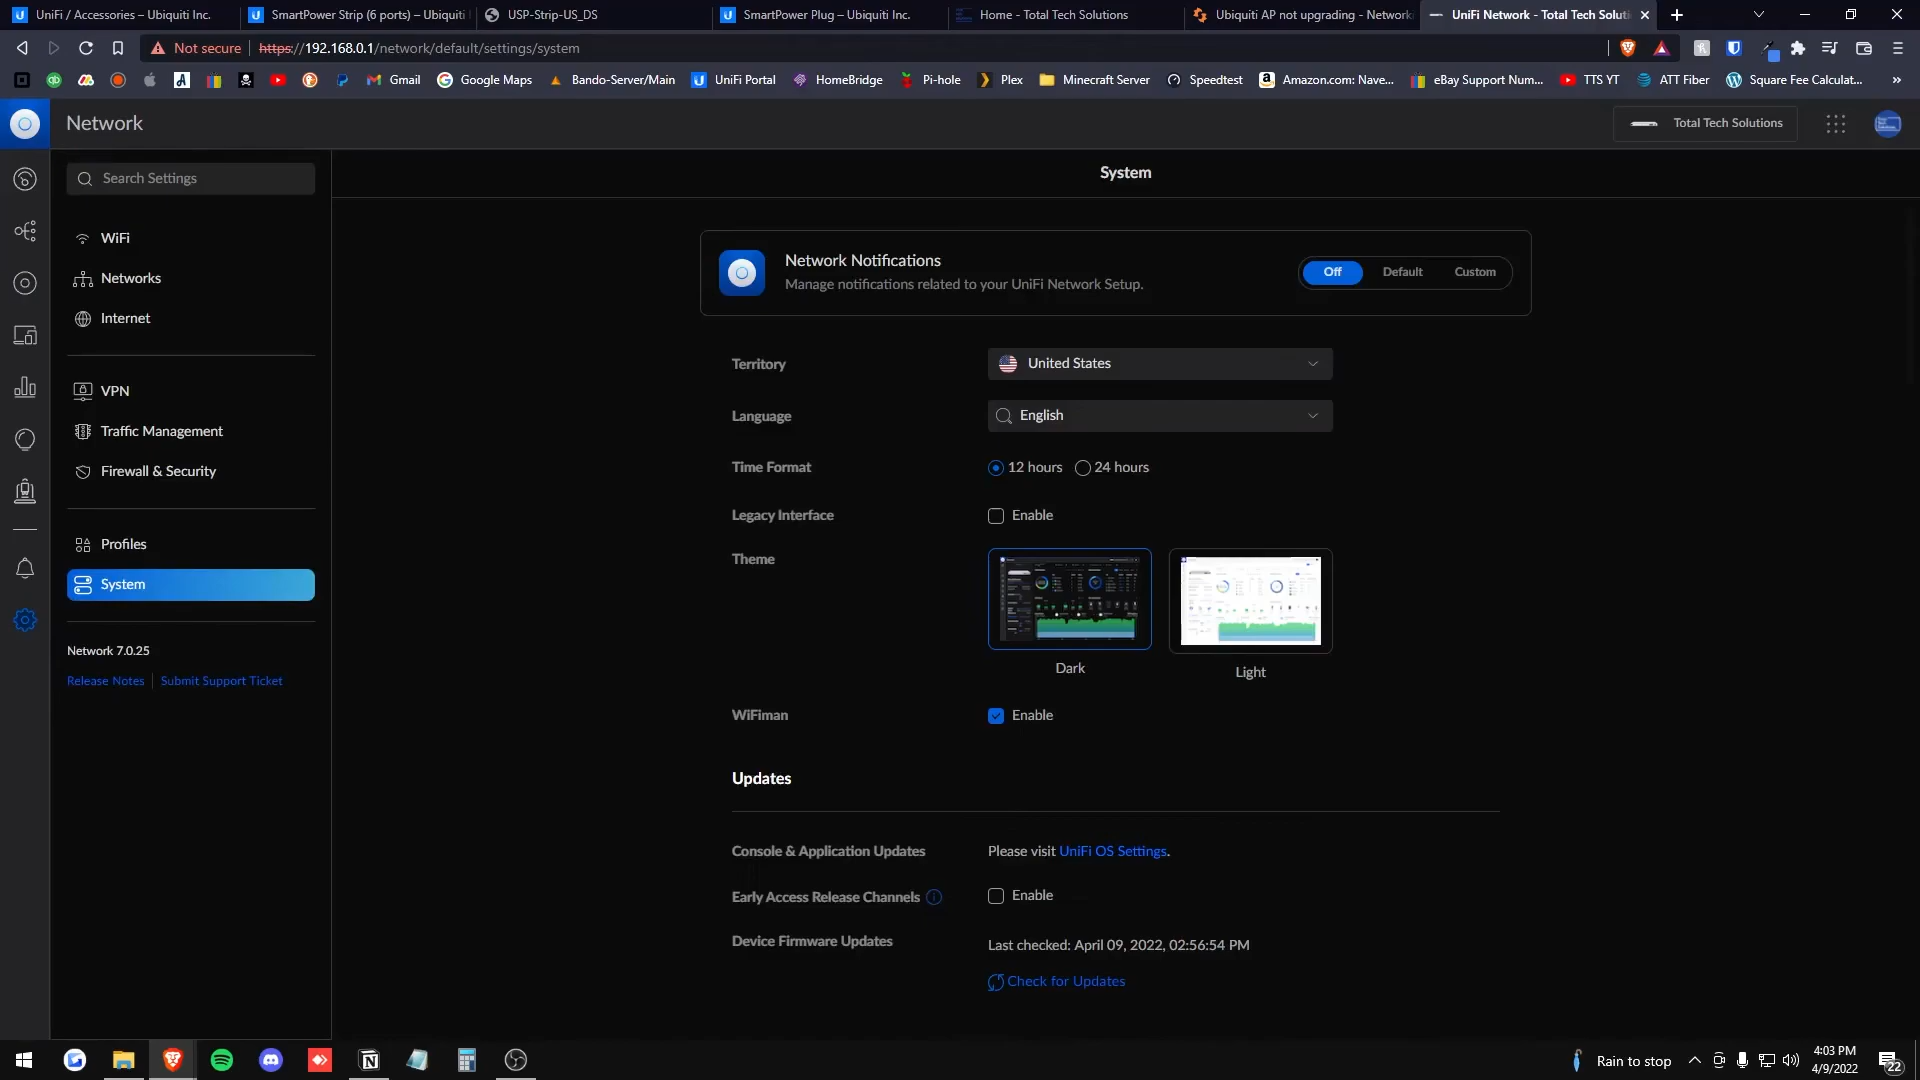 UniFi / Accessories – Ubiquiti Inc.
SmartPower Strip (6 ports) – Ubiquiti
USP-Strip-US_DS
SmartPower Plug – Ubiquiti Inc.
Home - Total Tech Solutions
Ubiquiti AP not upgrading - Network
UniFi Network - Total Tech Soluti
Not secure
https://192.168.0.1/network/default/settings/system
Gmail
Google Maps
Bando-Server/Main
UniFi Portal
HomeBridge
Pi-hole
Plex
Minecraft Server
Speedtest
Amazon.com: Nave...
eBay Support Num...
TTS YT
ATT Fiber
Square Fee Calculat...
Network
Total Tech Solutions
Search Settings
WiFi
Networks
Internet
VPN
Traffic Management
Firewall & Security
Profiles
System
Network 7.0.25
Release Notes
Submit Support Ticket
System
Network Notifications
Manage notifications related to your UniFi Network Setup.
Off
Default
Custom
Territory
United States
Language
English
Time Format
12 hours
24 hours
Legacy Interface
Enable
Theme
Dark
Light
WiFiman
Enable
Updates
Console & Application Updates
Please visit UniFi OS Settings.
Early Access Release Channels
Enable
Device Firmware Updates
Last checked: April 09, 2022, 02:56:54 PM
Check for Updates
Rain to stop
4:03 PM
4/9/2022
22